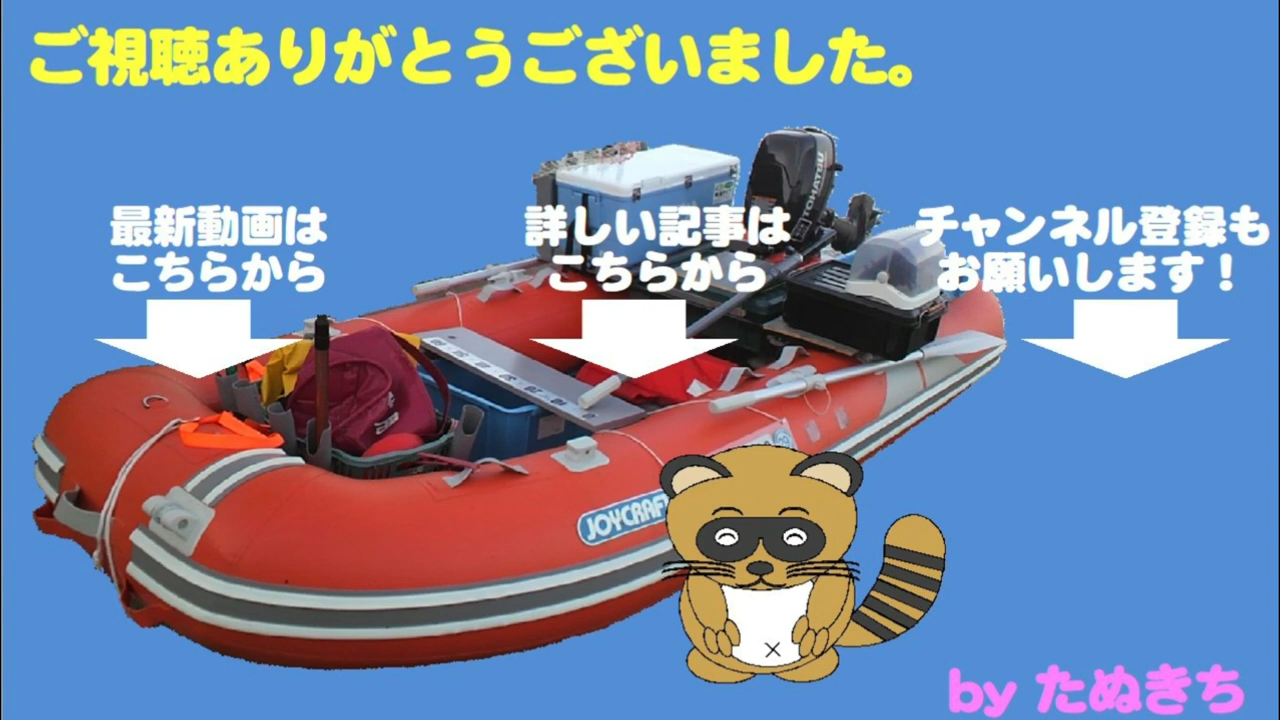 ご視聴ありがとうございました。
最新動画は
こちらから
詳しい記事は
こちらから
チャンネル登録も
お願いします！
TOHATSU
JOYCRAFT
by たぬきち